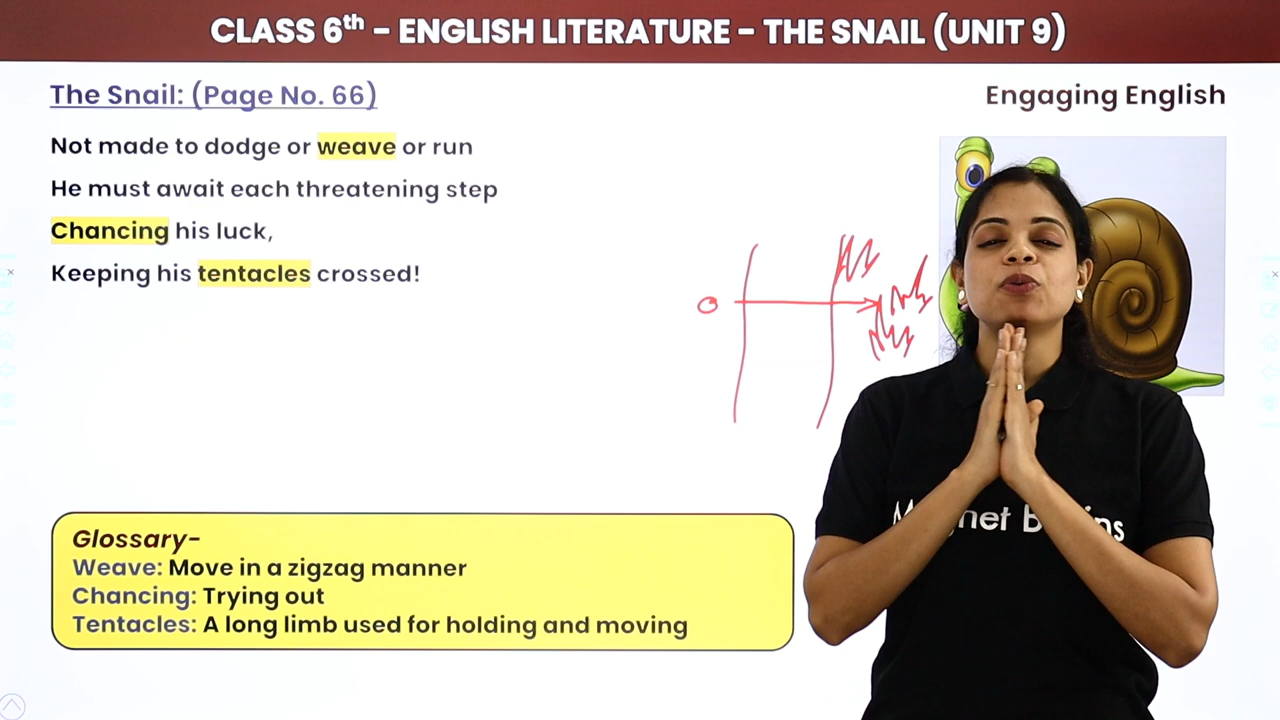 CLASS 6th - ENGLISH LITERATURE - THE SNAIL (UNIT 9)
The Snail: (Page No. 66)
Engaging English
Not made to dodge or weave or run
He must await each threatening step
Chancing his luck,
Keeping his tentacles crossed!
Glossary-
Weave: Move in a zigzag manner
Chancing: Trying out
Tentacles: A long limb used for holding and moving